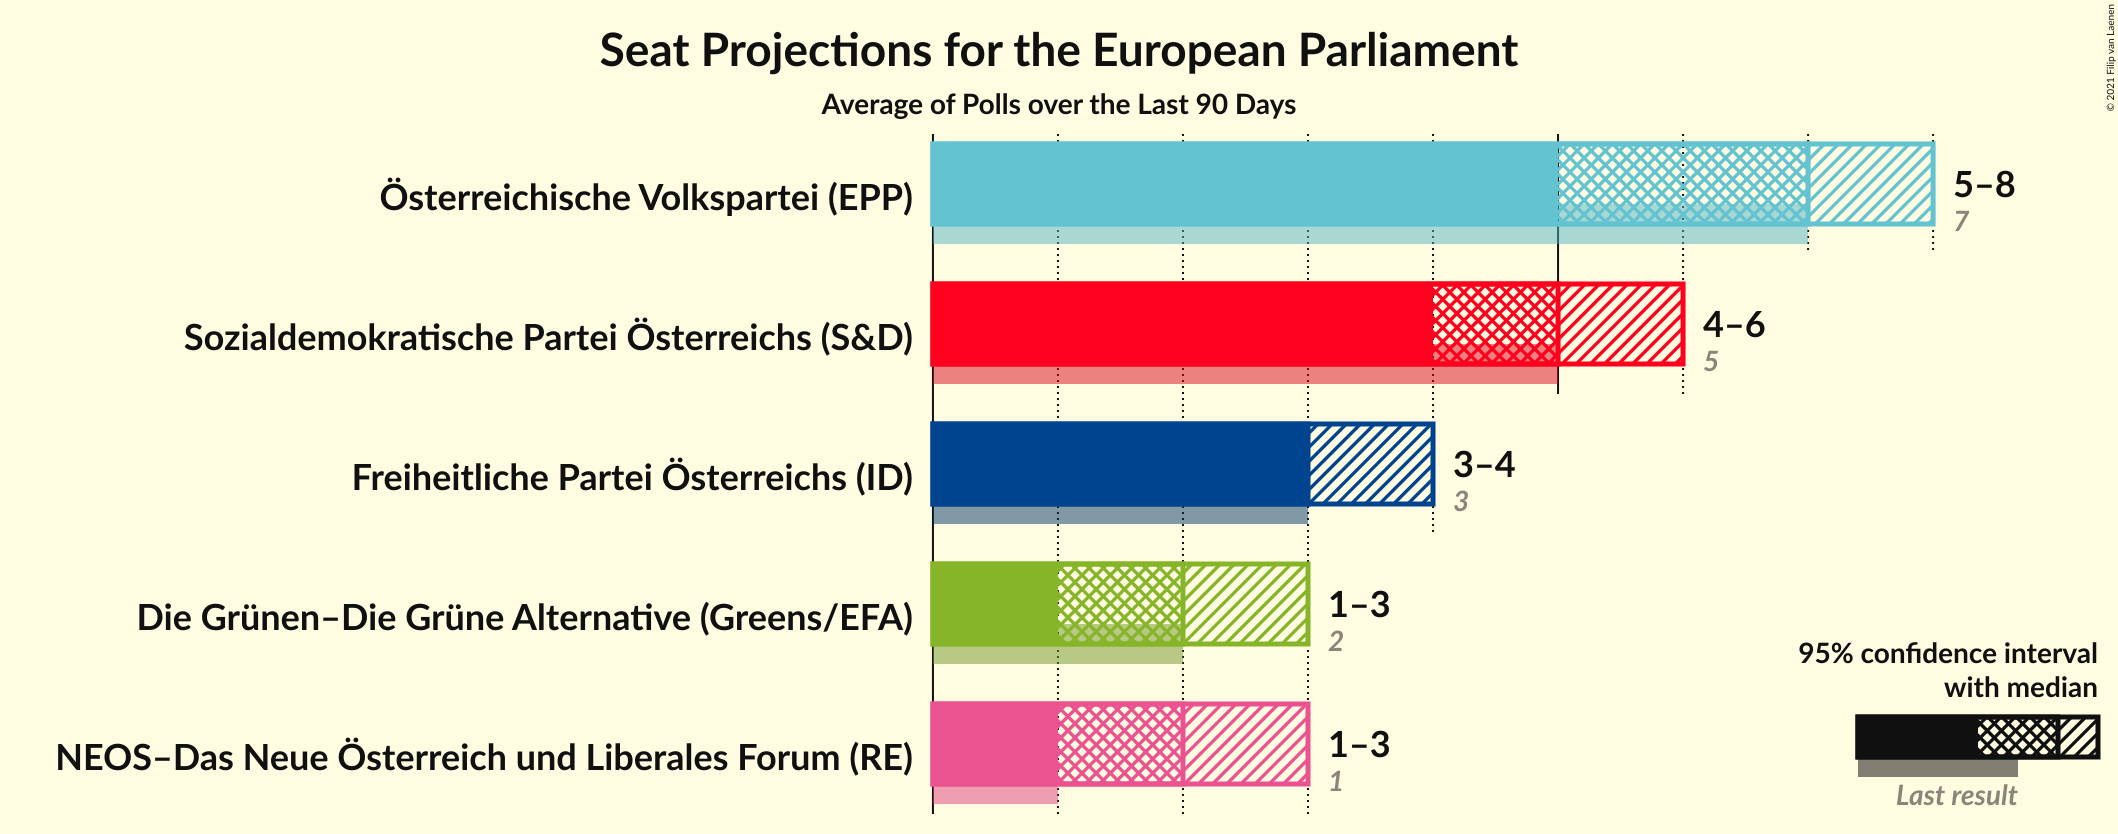 Seat Projections for the European Parliament
Average of Polls over the Last 90 Days
© 2021 Filip van Laenen
Österreichische Volkspartei (EPP)
5–8
7
Sozialdemokratische Partei Österreichs (S&D)
4–6
5
Freiheitliche Partei Österreichs (ID)
3–4
3
Die Grünen–Die Grüne Alternative (Greens/EFA)
1–3
2
NEOS–Das Neue Österreich und Liberales Forum (RE)
1–3
1
95% confidence interval
with median
Last result